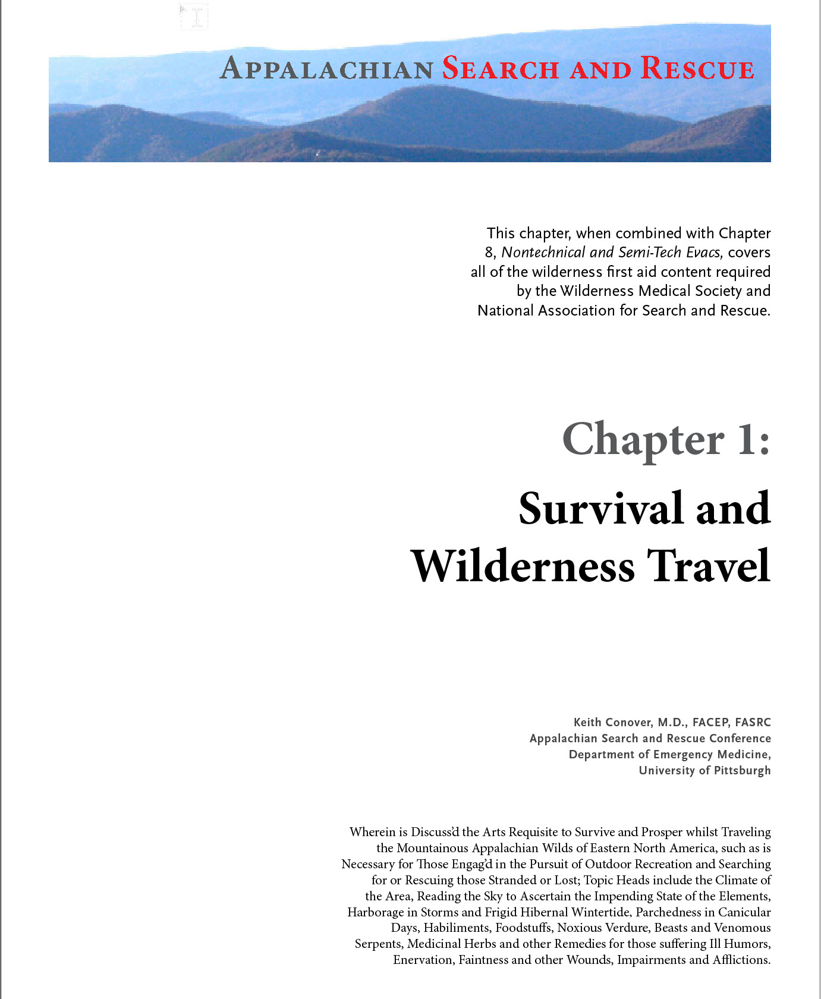 Appalachian Search and Rescue
This chapter, when combined with Chapter
8, Nontechnical and Semi-Tech Evacs, covers
all of the wilderness first aid content required
by the Wilderness Medical Society and
National Association for Search and Rescue.
Chapter 1:
Survival and
Wilderness Travel
Keith Conover, M.D., FACEP, FASRC
Appalachian Search and Rescue Conference
Department of Emergency Medicine,
University of Pittsburgh
Wherein is Discuss’d the Arts Requisite to Survive and Prosper whilst Traveling
the Mountainous Appalachian Wilds of Eastern North America, such as is
Necessary for Those Engag’d in the Pursuit of Outdoor Recreation and Searching
for or Rescuing those Stranded or Lost; Topic Heads include the Climate of
the Area, Reading the Sky to Ascertain the Impending State of the Elements,
Harborage in Storms and Frigid Hibernal Wintertide, Parchedness in Canicular
Days, Habiliments, Foodstuffs, Noxious Verdure, Beasts and Venomous
Serpents, Medicinal Herbs and other Remedies for those suffering Ill Humors,
Enervation, Faintness and other Wounds, Impairments and Afflictions.